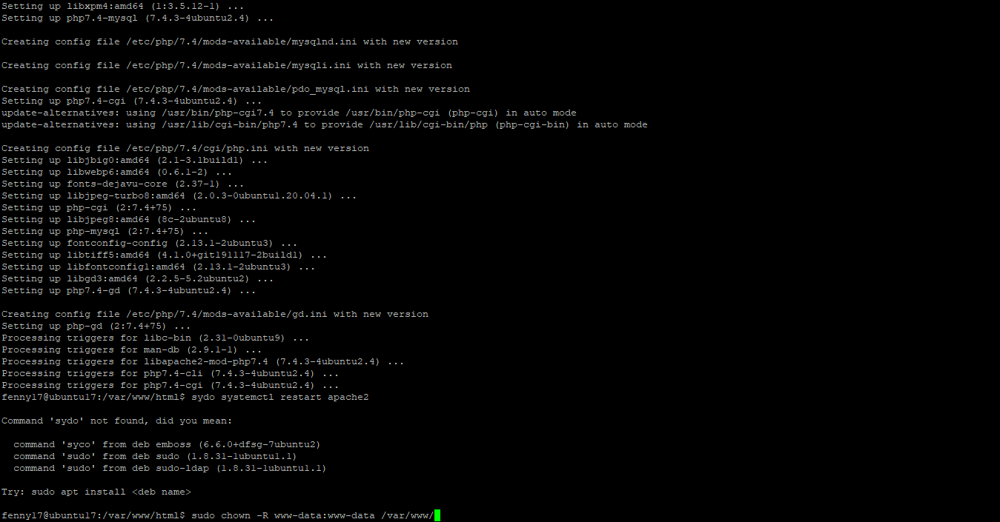 Setting up libxpm4:amd64 (1:3.5.12-1) ...
Setting up php7.4-mysql (7.4.3-4ubuntu2.4) ...
Creating config file /etc/php/7.4/mods-available/mysqlnd.ini with new version
Creating config file /etc/php/7.4/mods-available/mysqli.ini with new version
Creating config file /etc/php/7.4/mods-available/pdo_mysql.ini with new version
Setting up php7.4-cgi (7.4.3-4ubuntu2.4) ...
update-alternatives: using /usr/bin/php-cgi7.4 to provide /usr/bin/php-cgi (php-cgi) in auto mode
update-alternatives: using /usr/lib/cgi-bin/php7.4 to provide /usr/lib/cgi-bin/php (php-cgi-bin) in auto mode
Creating config file /etc/php/7.4/cgi/php.ini with new version
Setting up libjbig0:amd64 (2.1-3.1build1) ...
Setting up libwebp6:amd64 (0.6.1-2) ...
Setting up fonts-dejavu-core (2.37-1) ...
Setting up libjpeg-turbo8:amd64 (2.0.3-0ubuntu1.20.04.1) ...
Setting up php-cgi (2:7.4+75) ...
Setting up libjpeg8:amd64 (8c-2ubuntu8) ...
Setting up php-mysql (2:7.4+75) ...
Setting up fontconfig-config (2.13.1-2ubuntu3) ...
Setting up libtiff5:amd64 (4.1.0+git191117-2build1) ...
Setting up libfontconfig1:amd64 (2.13.1-2ubuntu3) ...
Setting up libgd3:amd64 (2.2.5-5.2ubuntu2) ...
Setting up php7.4-gd (7.4.3-4ubuntu2.4) ...
Creating config file /etc/php/7.4/mods-available/gd.ini with new version
Setting up php-gd (2:7.4+75) ...
Processing triggers for libc-bin (2.31-0ubuntu9) ...
Processing triggers for man-db (2.9.1-1) ...
Processing triggers for libapache2-mod-php7.4 (7.4.3-4ubuntu2.4) ...
Processing triggers for php7.4-cli (7.4.3-4ubuntu2.4) ...
Processing triggers for php7.4-cgi (7.4.3-4ubuntu2.4) ...
fenny17@ubuntu17:/var/www/html$ sydo systemctl restart apache2
Command 'sydo' not found, did you mean:
command 'syco' from deb emboss (6.6.0+dfsg-7ubuntu2)
command 'sudo' from deb sudo (1.8.31-1ubuntu1.1)
command 'sudo' from deb sudo-ldap (1.8.31-1ubuntu1.1)
Try: sudo apt install <deb name>
fenny17@ubuntu17:/var/www/html$ sudo chown -R www-data:www-data /var/www/